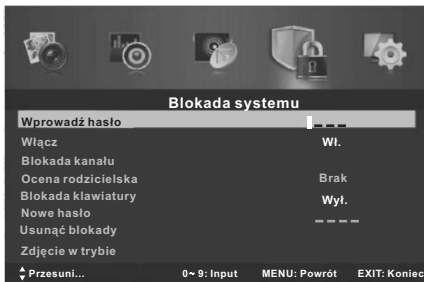 Blokada systemu
Wprowadź hasło _ _ _
Włącz Wł.
Blokada kanału
Ocena rodzicielska Brak
Blokada klawiatury Wył.
Nowe hasło _ _ _ _
Usunąć blokady
Zdjęcie w trybie
Przesuni... 0~9: Input MENU: Powrót EXIT: Koniec